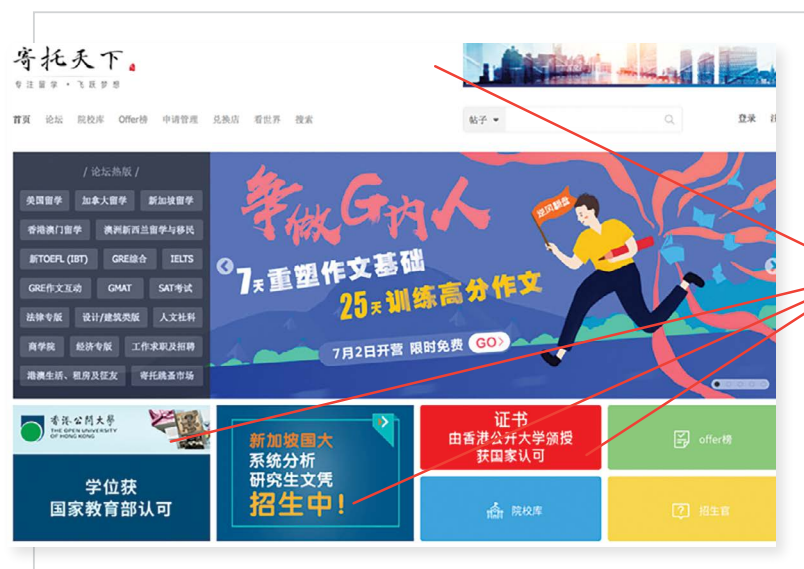 寄托天下
专注留学·飞跃梦想
首页 论坛 院校库 Offer榜 申请管理 兑换店 看世界 搜索
帖子
登录
/ 论坛热版 /
美国留学 加拿大留学 新加坡留学
香港澳门留学 澳洲新西兰留学与移民
新TOEFL (IBT) GRE综合 IELTS
GRE作文互动 GMAT SAT考试
法律专版 设计/建筑类版 人文社科
商学院 经济专版 工作求职及招聘
港澳生活、租房及征友 寄托跳蚤市场
争做G内人
逆风翻盘
7天重塑作文基础
25天训练高分作文
7月2日开营 限时免费 GO>
香港公開大學
THE OPEN UNIVERSITY
OF HONG KONG
学位获
国家教育部认可
新加坡国大
系统分析
研究生文凭
招生中!
证书
由香港公开大学颁授
获国家认可
offer榜
院校库
招生官